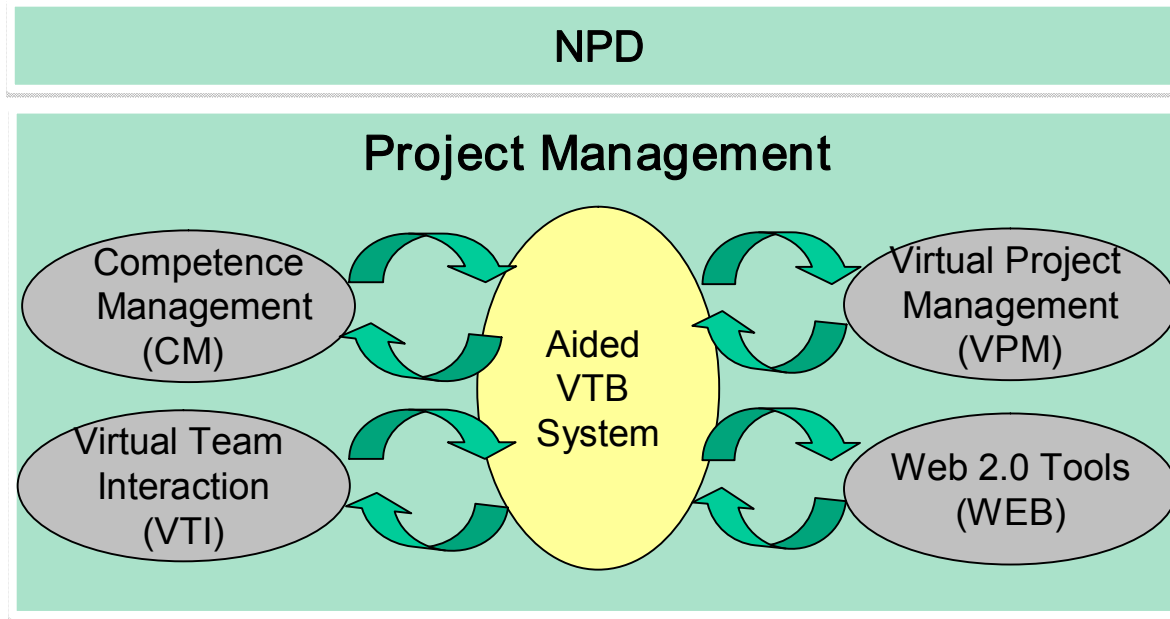 NPD
Project Management
Competence
Management
(CM)
Virtual Team
Interaction
(VTI)
Aided
VTB
System
Virtual Project
Management
(VPM)
Web 2.0 Tools
(WEB)